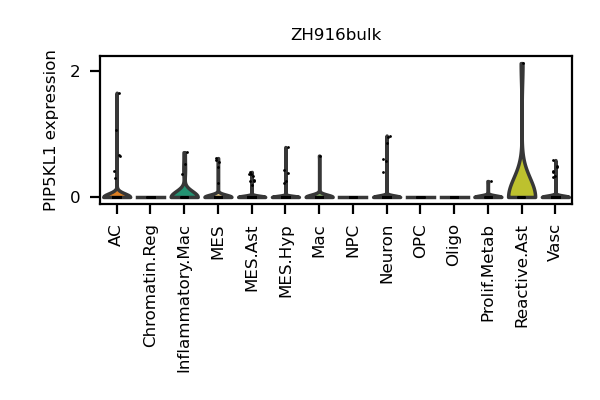 ZH916bulk
PIP5KL1 expression
2
0
AC
Chromatin.Reg
Inflammatory.Mac
MES
MES.Ast
MES.Hyp
Mac
NPC
Neuron
OPC
Oligo
Prolif.Metab
Reactive.Ast
Vasc